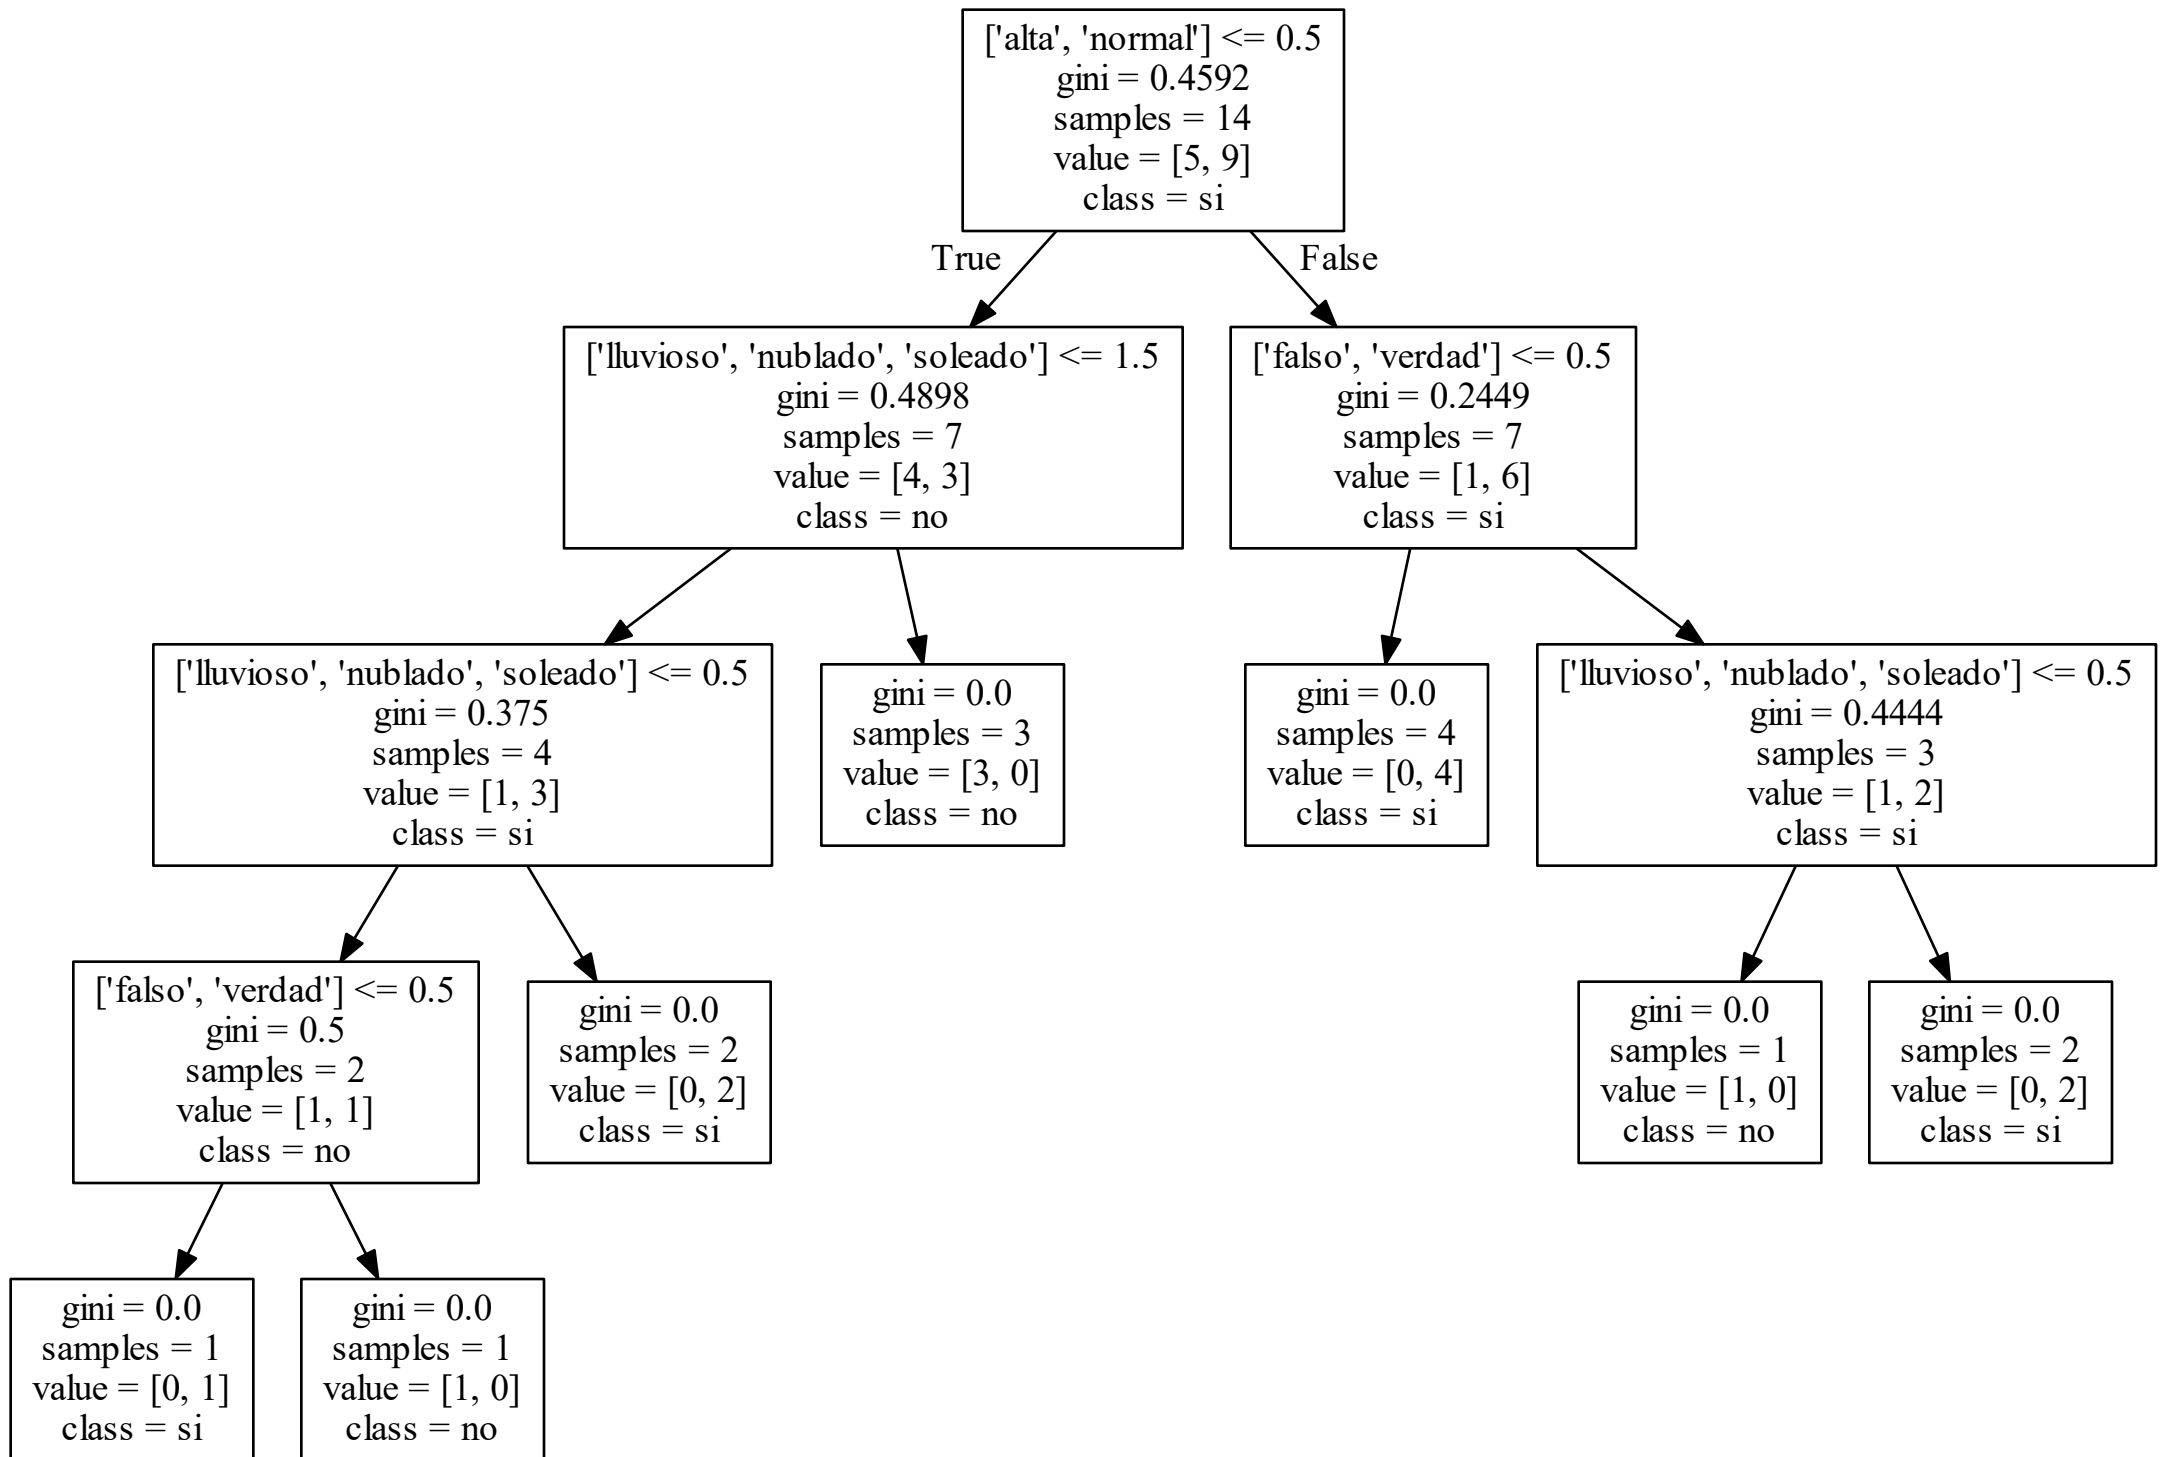 ['alta', 'normal'] <= 0.5
gini = 0.4592
samples = 14
value = [5, 9]
class = si
True
False
['lluvioso', 'nublado', 'soleado'] <= 1.5
gini = 0.4898
samples = 7
value = [4, 3]
class = no
['falso', 'verdad'] <= 0.5
gini = 0.2449
samples = 7
value = [1, 6]
class = si
['lluvioso', 'nublado', 'soleado'] <= 0.5
gini = 0.375
samples = 4
value = [1, 3]
class = si
gini = 0.0
samples = 3
value = [3, 0]
class = no
gini = 0.0
samples = 4
value = [0, 4]
class = si
['lluvioso', 'nublado', 'soleado'] <= 0.5
gini = 0.4444
samples = 3
value = [1, 2]
class = si
['falso', 'verdad'] <= 0.5
gini = 0.5
samples = 2
value = [1, 1]
class = no
gini = 0.0
samples = 2
value = [0, 2]
class = si
gini = 0.0
samples = 1
value = [1, 0]
class = no
gini = 0.0
samples = 2
value = [0, 2]
class = si
gini = 0.0
samples = 1
value = [0, 1]
class = si
gini = 0.0
samples = 1
value = [1, 0]
class = no